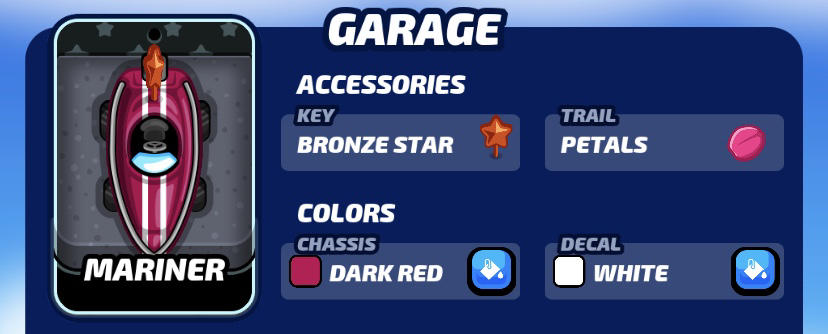 GARAGE
MARINER
ACCESSORIES
KEY
BRONZE STAR
TRAIL
PETALS
COLORS
CHASSIS
DARK RED
DECAL
WHITE